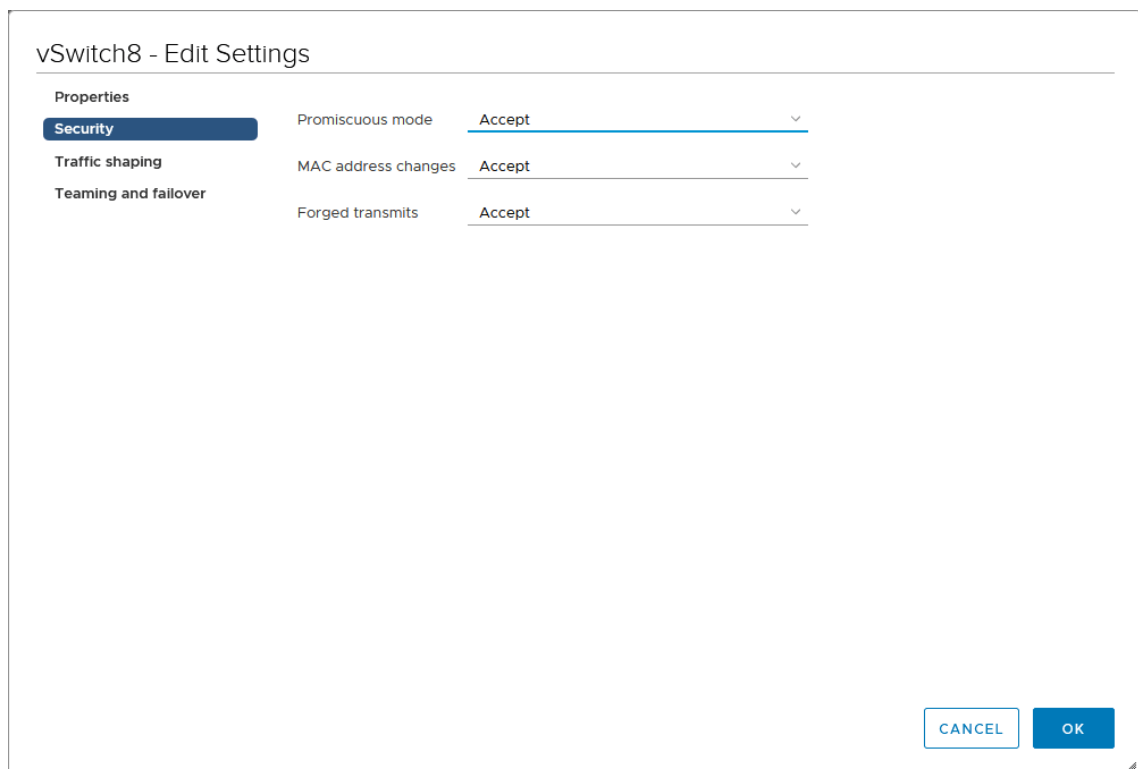 vSwitch8 - Edit Settings
Properties
Security
Traffic shaping
Teaming and failover
Promiscuous mode Accept
MAC address changes Accept
Forged transmits Accept
CANCEL OK